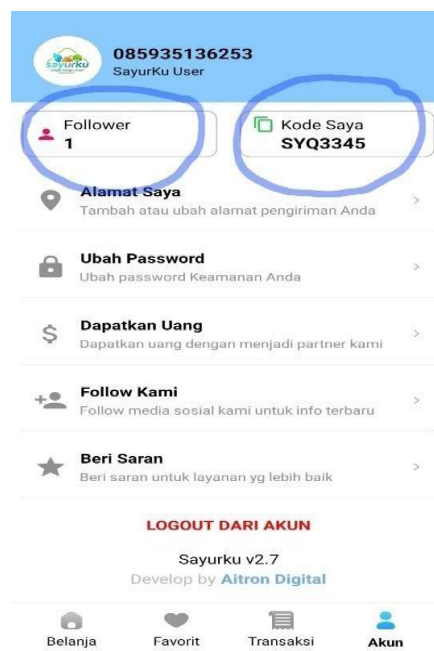 sayurku
085935136253
SayurKu User
Follower
1
Kode Saya
SYQ3345
Alamat Saya
Tambah atau ubah alamat pengiriman Anda
Ubah Password
Ubah password Keamanan Anda
Dapatkan Uang
Dapatkan uang dengan menjadi partner kami
Follow Kami
Follow media sosial kami untuk info terbaru
Beri Saran
Beri saran untuk layanan yg lebih baik
LOGOUT DARI AKUN
Sayurku v2.7
Develop by Aitron Digital
Belanja
Favorit
Transaksi
Akun